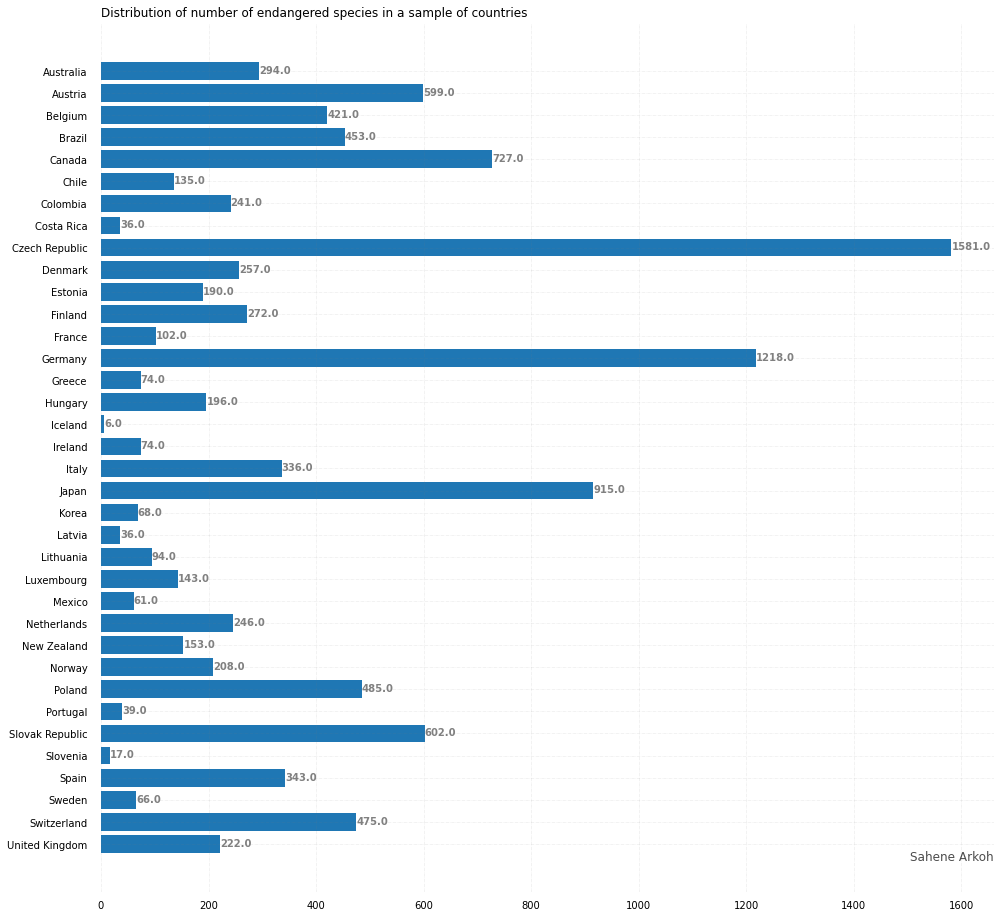 Distribution of number of endangered species in a sample of countries
Australia 294.0
Austria 599.0
Belgium 421.0
Brazil 453.0
Canada 727.0
Chile 135.0
Colombia 241.0
Costa Rica 36.0
Czech Republic 1581.0
Denmark 257.0
Estonia 190.0
Finland 272.0
France 102.0
Germany 1218.0
Greece 74.0
Hungary 196.0
Iceland 6.0
Ireland 74.0
Italy 336.0
Japan 915.0
Korea 68.0
Latvia 36.0
Lithuania 94.0
Luxembourg 143.0
Mexico 61.0
Netherlands 246.0
New Zealand 153.0
Norway 208.0
Poland 485.0
Portugal 39.0
Slovak Republic 602.0
Slovenia 17.0
Spain 343.0
Sweden 66.0
Switzerland 475.0
United Kingdom 222.0
Sahene Arkoh
0 200 400 600 800 1000 1200 1400 1600